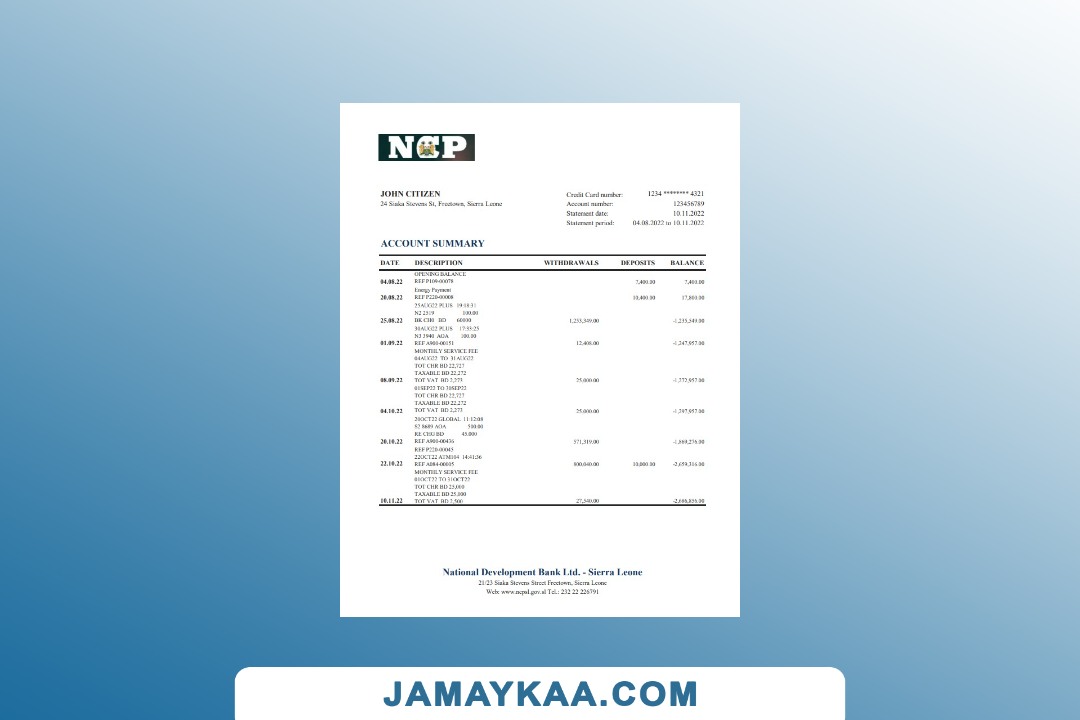 NCP
JOHN CITIZEN
24 Siaka Stevens St, Freetown, Sierra Leone
Credit Card number: 1234 ******** 4321
Account number: 123456789
Statement date: 10.11.2022
Statement period: 04.08.2022 to 10.11.2022
ACCOUNT SUMMARY
DATE DESCRIPTION WITHDRAWALS DEPOSITS BALANCE
OPENING BALANCE
04.08.22 REF P109-00078 7,400.00 7,400.00
Energy Payment
20.08.22 REF P220-00008 10,400.00 17,800.00
25AUG22 PLUS 19:18:31
N2 2519 100.00
25.08.22 BK CHU BD 60000 1,253,349.00 -1,235,549.00
30AUG22 PLUS 17:53:25
N3 3940 AOA 100.00
01.09.22 REF A900-00151 12,408.00 -1,247,957.00
MONTHLY SERVICE FEE
04AUG22 TO 31AUG22
TOT CHR BD 22,727
TAXABLE BD 22,272
08.09.22 TOT VAT BD 2,273 25,000.00 -1,272,957.00
01SEP22 TO 30SEP22
TOT CHR BD 22,727
TAXABLE BD 22,272
04.10.22 TOT VAT BD 2,273 25,000.00 -1,297,957.00
20OCT22 GLOBAL 11:12:08
S2 8689 AOA 500.00
RE CHU BD 45.000
20.10.22 REF A900-00436 571,319.00 -1,869,276.00
REF P220-00045
22OCT22 ATM104 14:41:36
22.10.22 REF A084-00005 800,040.00 10,000.00 -2,659,316.00
MONTHLY SERVICE FEE
01OCT22 TO 31OCT22
TOT CHR BD 25,000
TAXABLE BD 25,000
10.11.22 TOT VAT BD 2,500 27,540.00 -2,686,856.00
National Development Bank Ltd. - Sierra Leone
21/23 Siaka Stevens Street Freetown, Sierra Leone
Web: www.ncpsl.gov.sl Tel.: 232 22 226791
JAMAYKAA.COM